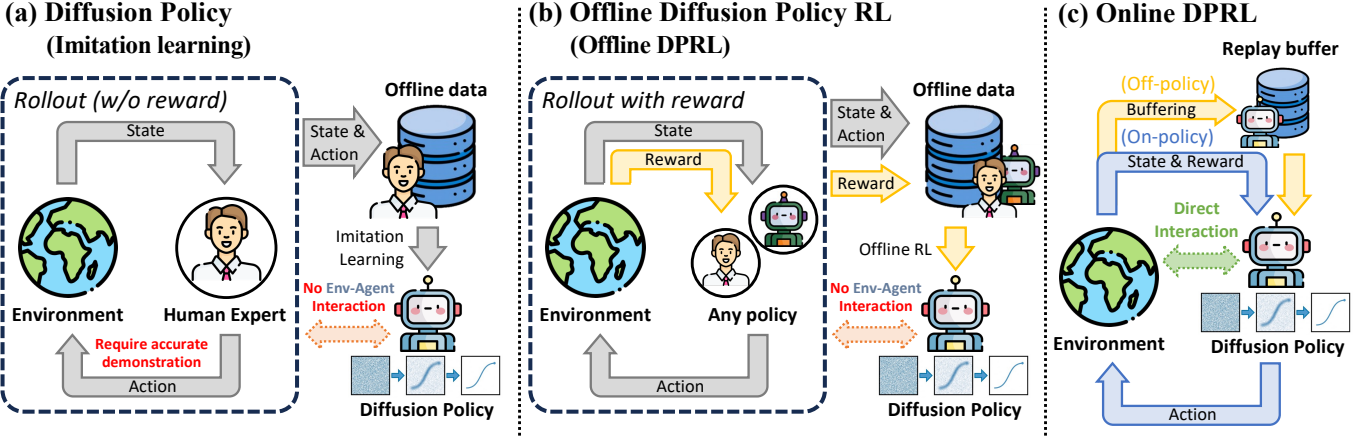 (a) Diffusion Policy
(Imitation learning)
Rollout (w/o reward)
State
Environment
Human Expert
Require accurate
demonstration
Action
Offline data
State &
Action
Imitation
Learning
No Env-Agent
Interaction
Diffusion Policy
(b) Offline Diffusion Policy RL
(Offline DPRL)
Rollout with reward
State
Reward
Environment
Any policy
Action
Offline data
State &
Action
Reward
Offline RL
No Env-Agent
Interaction
Diffusion Policy
(c) Online DPRL
Replay buffer
(Off-policy)
Buffering
(On-policy)
State & Reward
Direct
Interaction
Environment
Diffusion Policy
Action